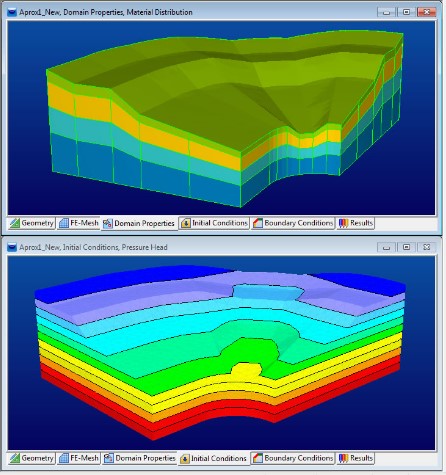 Aprox1_New, Domain Properties, Material Distribution
Geometry FE-Mesh Domain Properties Initial Conditions Boundary Conditions Results
Aprox1_New, Initial Conditions, Pressure Head
Geometry FE-Mesh Domain Properties Initial Conditions Boundary Conditions Results